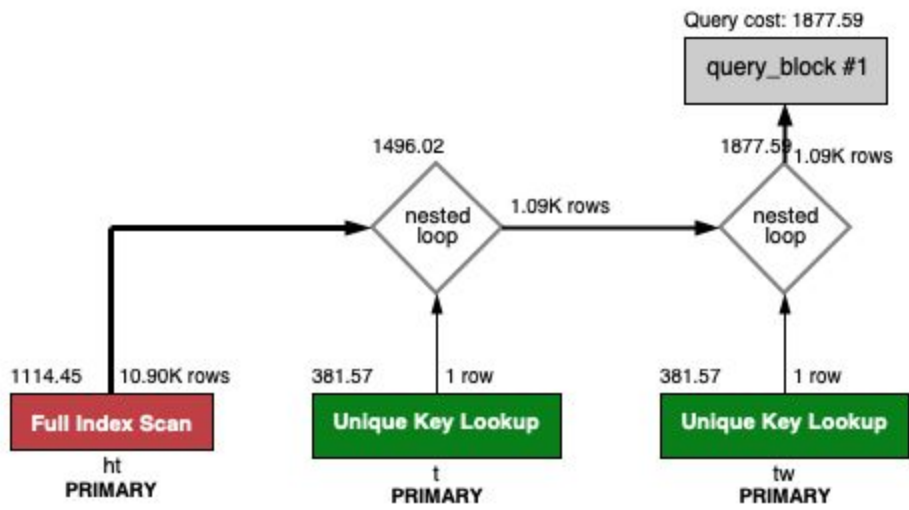 Query cost: 1877.59
query_block #1
1496.02
1877.59
1.09K rows
nested
loop
1.09K rows
nested
loop
1114.45
10.90K rows
381.57
1 row
381.57
1 row
Full Index Scan
Unique Key Lookup
Unique Key Lookup
ht
t
tw
PRIMARY
PRIMARY
PRIMARY